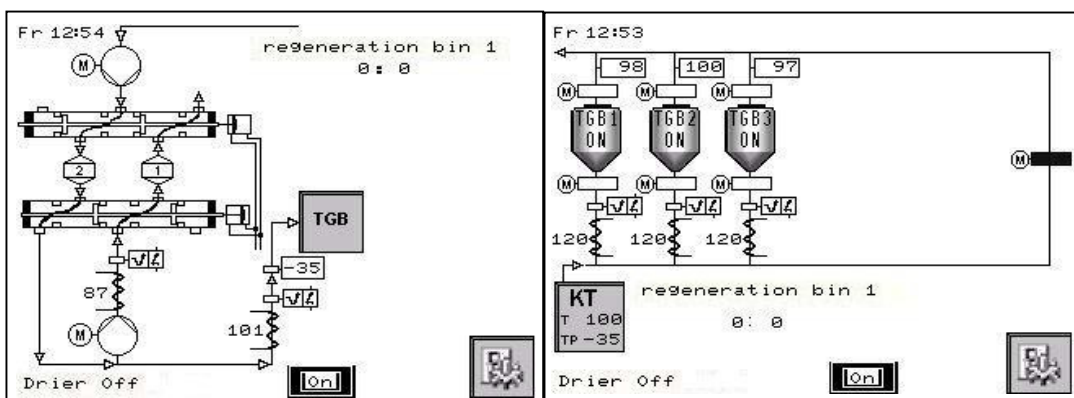 Fr 12:54
regeneration bin 1
0: 0
M
2
1
TGB
-35
87
M
101
On
Drier Off
Fr 12:53
98
100
97
M
M
M
TGB1
ON
TGB2
ON
TGB3
ON
M
M
M
M
120
120
120
KT
T 100
TP -35
regeneration bin 1
0: 0
On
Drier Off